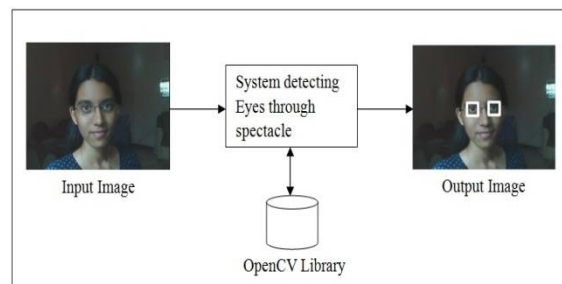 System detecting
Eyes through
spectacle
Input Image
Output Image
OpenCV Library